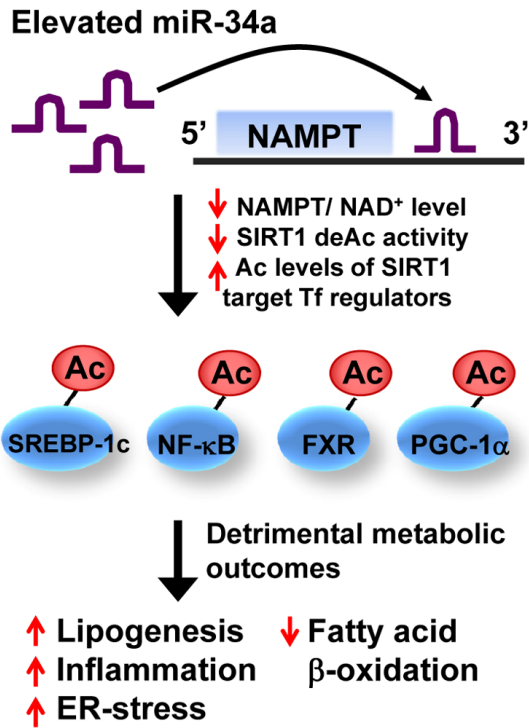 Elevated miR-34a
5’ NAMPT 3’
NAMPT/ NAD⁺ level
SIRT1 deAc activity
Ac levels of SIRT1
target Tf regulators
Ac Ac Ac Ac
SREBP-1c NF-κB FXR PGC-1α
Detrimental metabolic
outcomes
Lipogenesis
Inflammation
ER-stress
Fatty acid
β-oxidation